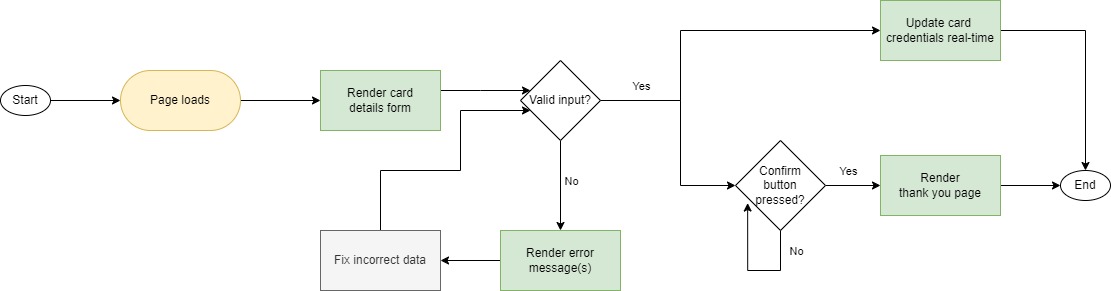 Start
Page loads
Render card
details form
Valid input?
Yes
No
Render error
message(s)
Fix incorrect data
Update card
credentials real-time
Confirm
button
pressed?
Yes
No
Render
thank you page
End